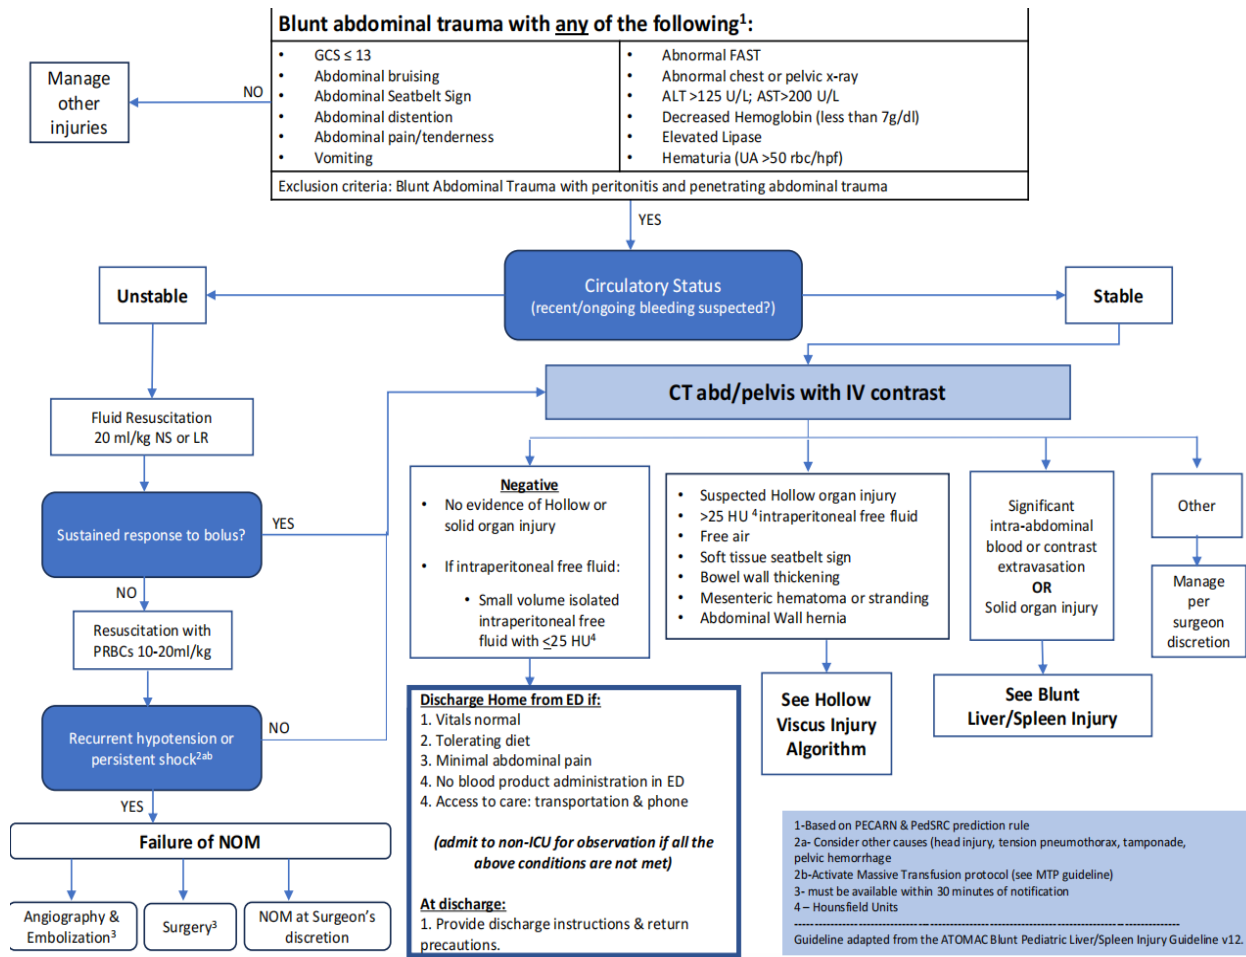 Blunt abdominal trauma with any of the following1:
• GCS ≤ 13
• Abdominal bruising
• Abdominal Seatbelt Sign
• Abdominal distention
• Abdominal pain/tenderness
• Vomiting
• Abnormal FAST
• Abnormal chest or pelvic x-ray
• ALT >125 U/L; AST>200 U/L
• Decreased Hemoglobin (less than 7g/dl)
• Elevated Lipase
• Hematuria (UA >50 rbc/hpf)
Exclusion criteria: Blunt Abdominal Trauma with peritonitis and penetrating abdominal trauma
NO
Manage
other
injuries
YES
Circulatory Status
(recent/ongoing bleeding suspected?)
Unstable
Stable
Fluid Resuscitation
20 ml/kg NS or LR
Sustained response to bolus?
YES
NO
Resuscitation with
PRBCs 10-20ml/kg
Recurrent hypotension or
persistent shock2ab
NO
YES
Failure of NOM
Angiography &
Embolization3
Surgery3
NOM at Surgeon's
discretion
CT abd/pelvis with IV contrast
Negative
• No evidence of Hollow or
solid organ injury
• If intraperitoneal free fluid:
• Small volume isolated
intraperitoneal free
fluid with ≤25 HU4
Discharge Home from ED if:
1. Vitals normal
2. Tolerating diet
3. Minimal abdominal pain
4. No blood product administration in ED
4. Access to care: transportation & phone
(admit to non-ICU for observation if all the
above conditions are not met)
At discharge:
1. Provide discharge instructions & return
precautions.
• Suspected Hollow organ injury
• >25 HU 4 intraperitoneal free fluid
• Free air
• Soft tissue seatbelt sign
• Bowel wall thickening
• Mesenteric hematoma or stranding
• Abdominal Wall hernia
See Hollow
Viscus Injury
Algorithm
Significant
intra-abdominal
blood or contrast
extravasation
OR
Solid organ injury
See Blunt
Liver/Spleen Injury
Other
Manage
per
surgeon
discretion
1-Based on PECARN & PedSRC prediction rule
2a- Consider other causes (head injury, tension pneumothorax, tamponade,
pelvic hemorrhage
2b-Activate Massive Transfusion protocol (see MTP guideline)
3- must be available within 30 minutes of notification
4 – Hounsfield Units
Guideline adapted from the ATOMAC Blunt Pediatric Liver/Spleen Injury Guideline v12.